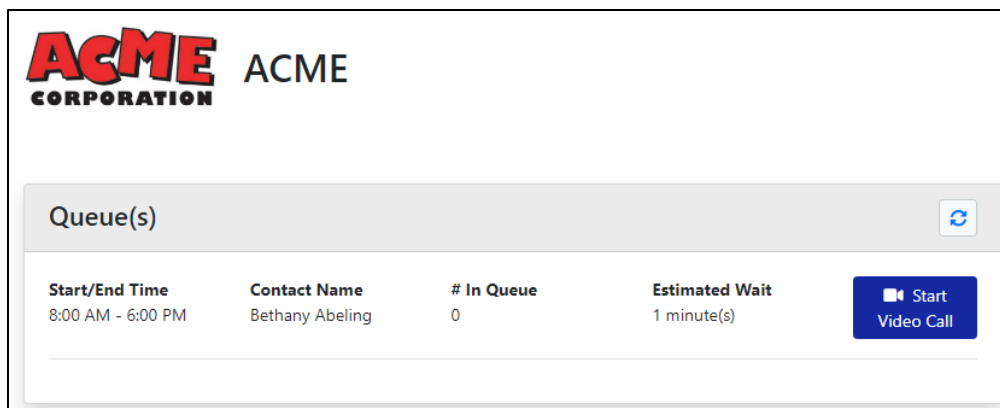 ACME
CORPORATION
ACME
Queue(s)
Start/End Time Contact Name # In Queue Estimated Wait
8:00 AM - 6:00 PM Bethany Abeling 0 1 minute(s)
Start
Video Call